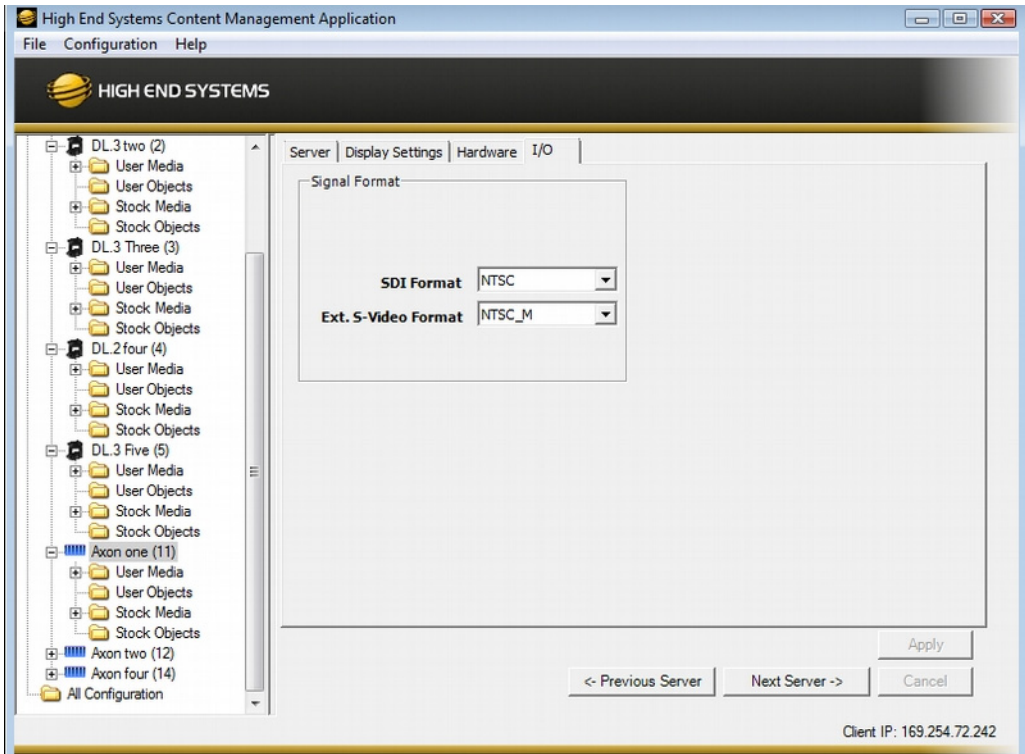 High End Systems Content Management Application
File Configuration Help
HIGH END SYSTEMS
DL.3 two (2)
User Media
User Objects
Stock Media
Stock Objects
DL.3 Three (3)
User Media
User Objects
Stock Media
Stock Objects
DL.2 four (4)
User Media
User Objects
Stock Media
Stock Objects
DL.3 Five (5)
User Media
User Objects
Stock Media
Stock Objects
Axon one (11)
User Media
User Objects
Stock Media
Stock Objects
Axon two (12)
Axon four (14)
All Configuration
Server Display Settings Hardware I/O
Signal Format
SDI Format NTSC
Ext. S-Video Format NTSC_M
Apply
<- Previous Server Next Server -> Cancel
Client IP: 169.254.72.242